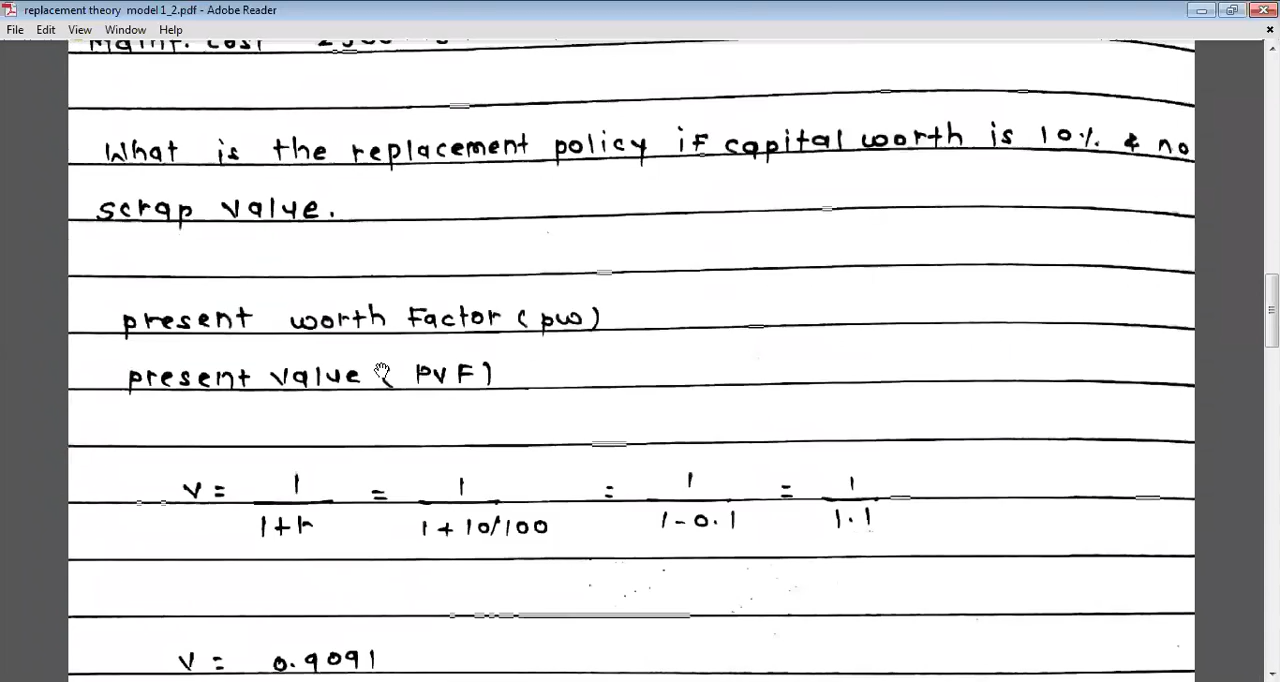 replacement theory model 1_2.pdf - Adobe Reader
File Edit View Window Help
Maint. cost
What is the replacement policy if capital worth is 10% & no
scrap value.
present worth Factor (pw)
present value ( PVF)
v = 1 / 1+r = 1 / 1 + 10/100 = 1 / 1-0.1 = 1 / 1.1
v = 0.9091